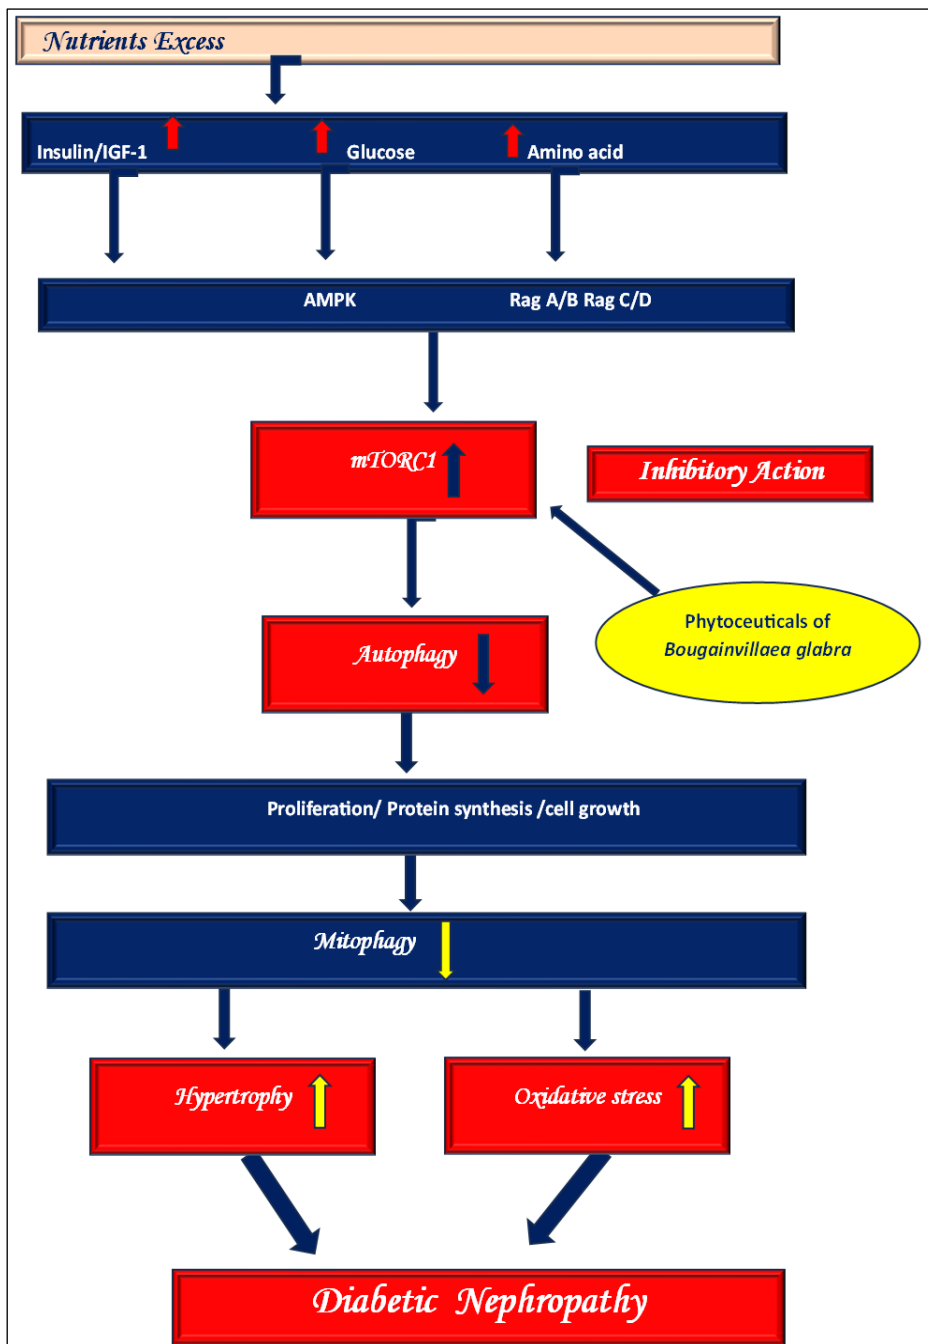 Nutrients Excess
Insulin/IGF-1 Glucose Amino acid
AMPK Rag A/B Rag C/D
mTORC1
Inhibitory Action
Phytoceuticals of
Bougainvillaea glabra
Autophagy
Proliferation/ Protein synthesis /cell growth
Mitophagy
Hypertrophy
Oxidative stress
Diabetic Nephropathy